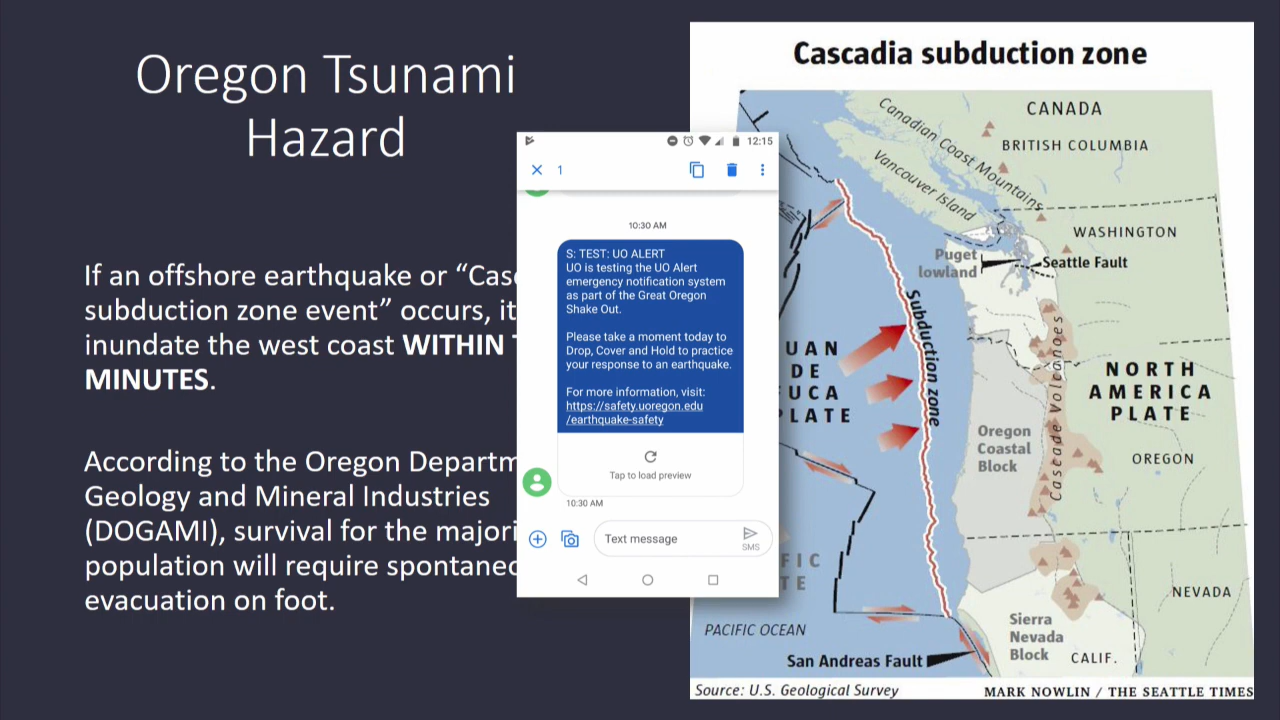 Oregon Tsunami
Hazard
If an offshore earthquake or “Casc
subduction zone event” occurs, it
inundate the west coast WITHIN T
MINUTES.
According to the Oregon Departm
Geology and Mineral Industries
(DOGAMI), survival for the majori
population will require spontaneo
evacuation on foot.
12:15
1
10:30 AM
S: TEST: UO ALERT
UO is testing the UO Alert
emergency notification system
as part of the Great Oregon
Shake Out.
Please take a moment today to
Drop, Cover and Hold to practice
your response to an earthquake.
For more information, visit:
https://safety.uoregon.edu
/earthquake-safety
Tap to load preview
10:30 AM
Text message
SMS
Cascadia subduction zone
CANADA
BRITISH COLUMBIA
Canadian Coast Mountains
Vancouver Island
WASHINGTON
Puget
lowland
Seattle Fault
Subduction zone
UAN
DE
UCA
PLATE
Cascade Volcanoes
NORTH
AMERICA
PLATE
Oregon
Coastal
Block
OREGON
FIC
TE
NEVADA
PACIFIC OCEAN
Sierra
Nevada
Block
CALIF.
San Andreas Fault
Source: U.S. Geological Survey
MARK NOWLIN / THE SEATTLE TIMES